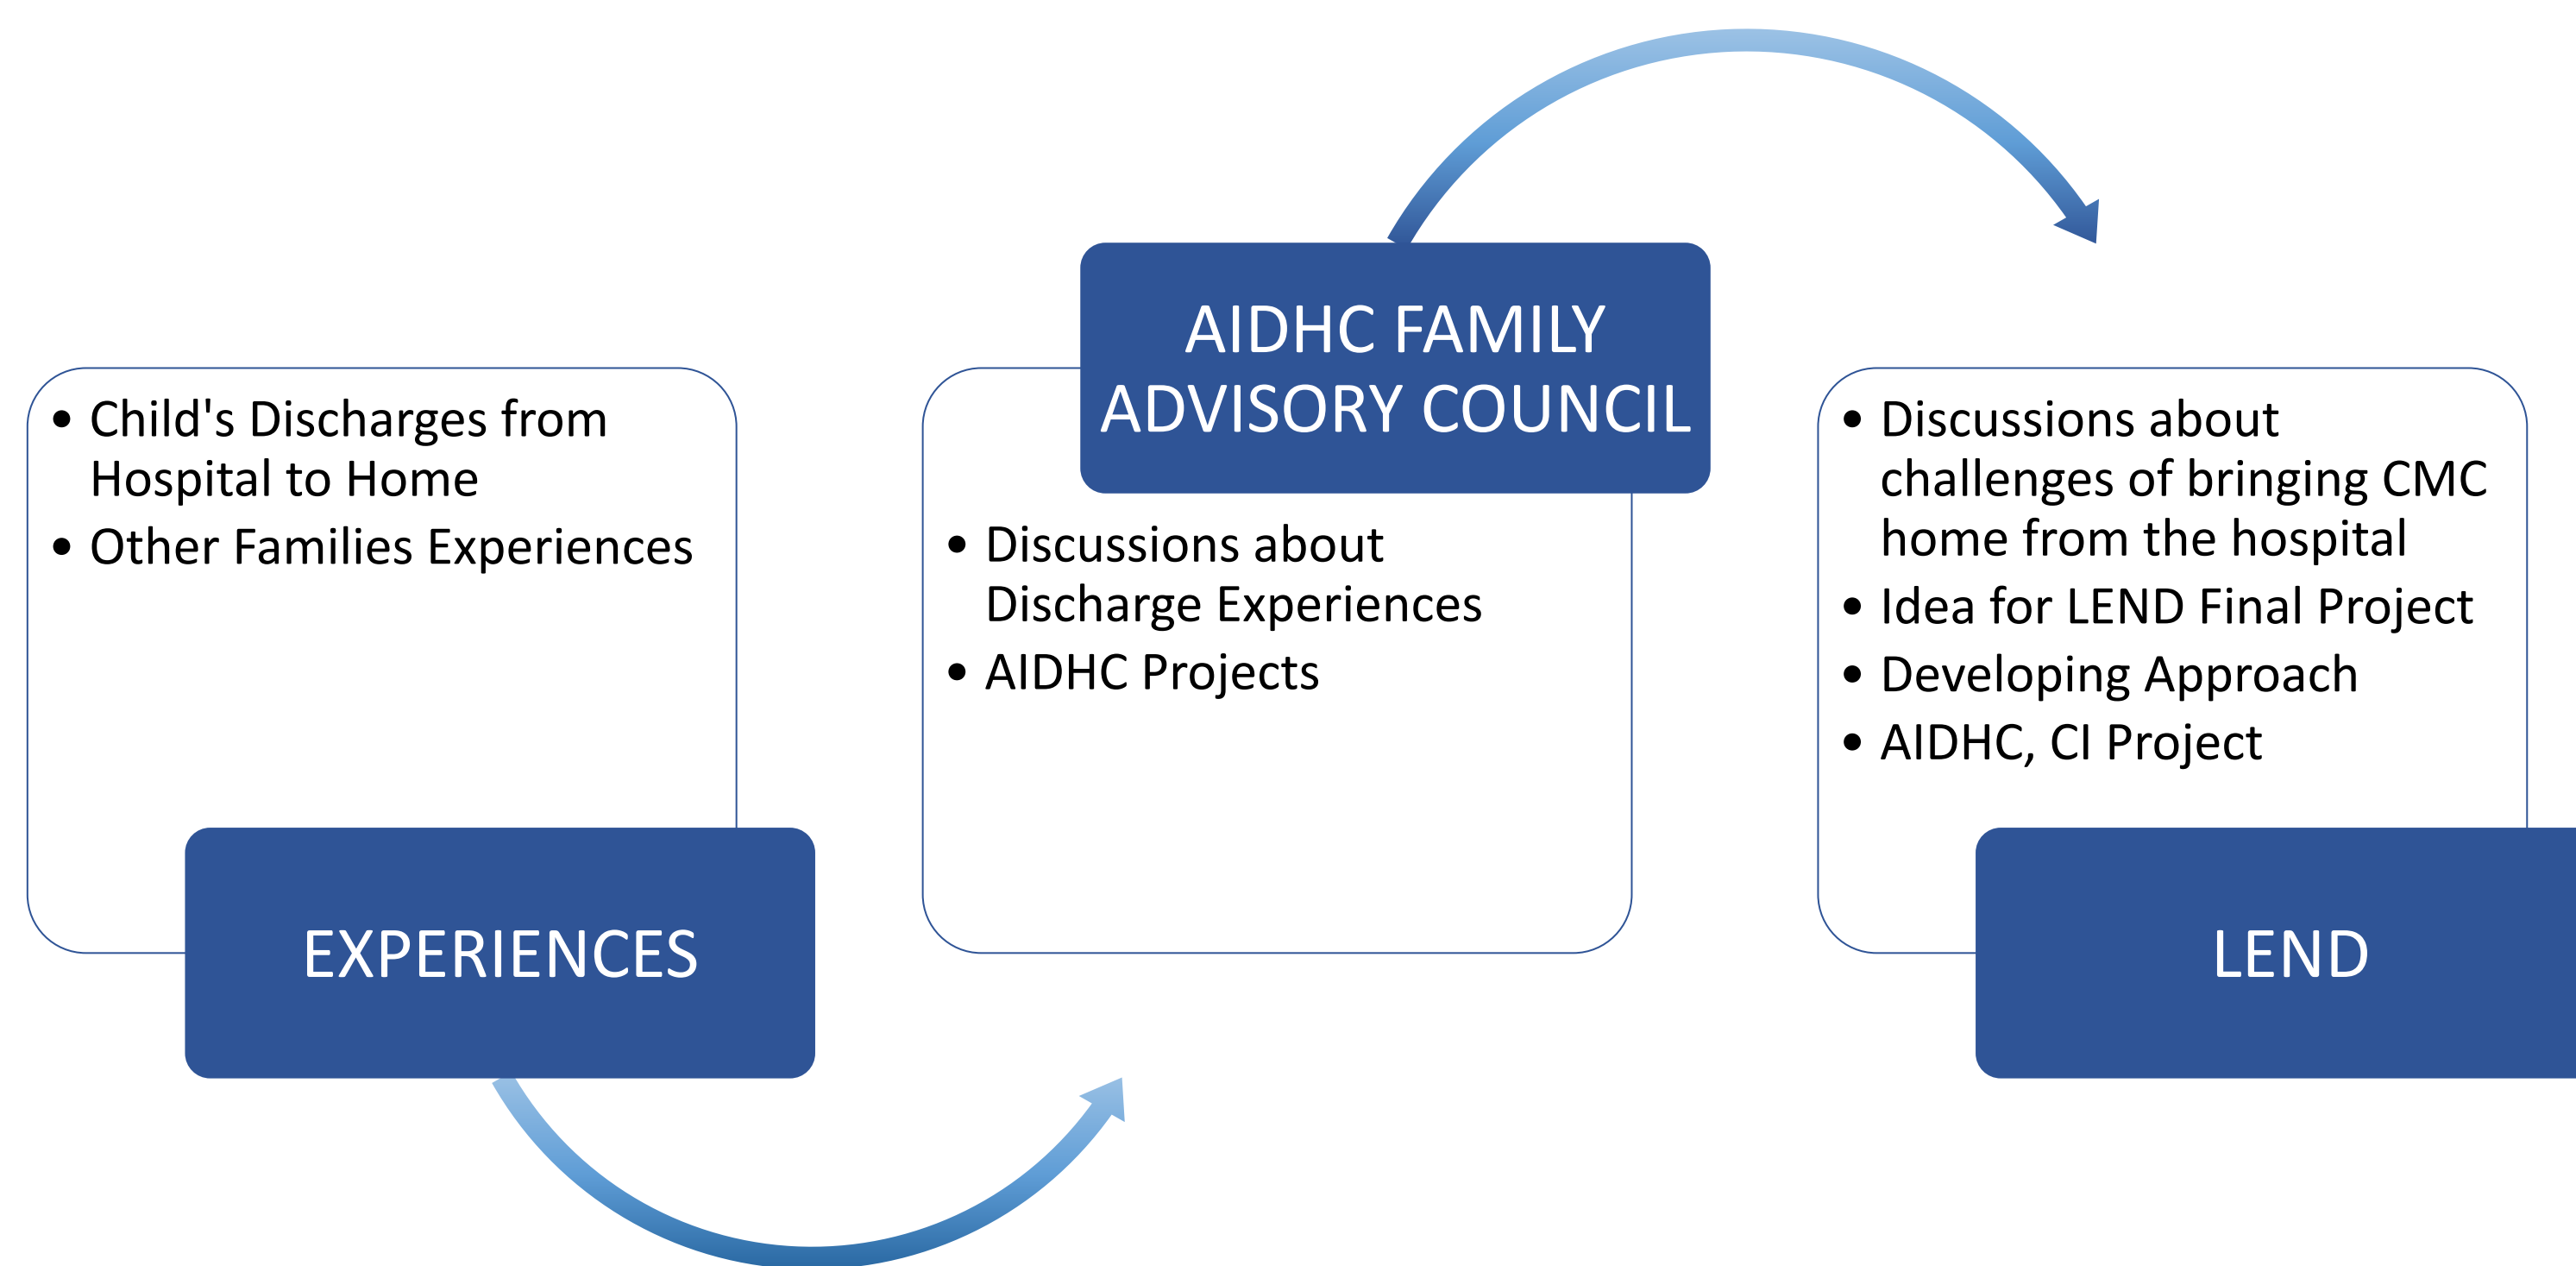 • Child's Discharges from
Hospital to Home
• Other Families Experiences
EXPERIENCES
AIDHC FAMILY
ADVISORY COUNCIL
• Discussions about
Discharge Experiences
• AIDHC Projects
• Discussions about
challenges of bringing CMC
home from the hospital
• Idea for LEND Final Project
• Developing Approach
• AIDHC, CI Project
LEND